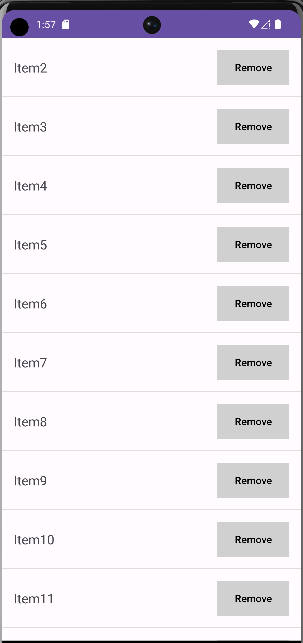 1:57
Item2 Remove
Item3 Remove
Item4 Remove
Item5 Remove
Item6 Remove
Item7 Remove
Item8 Remove
Item9 Remove
Item10 Remove
Item11 Remove